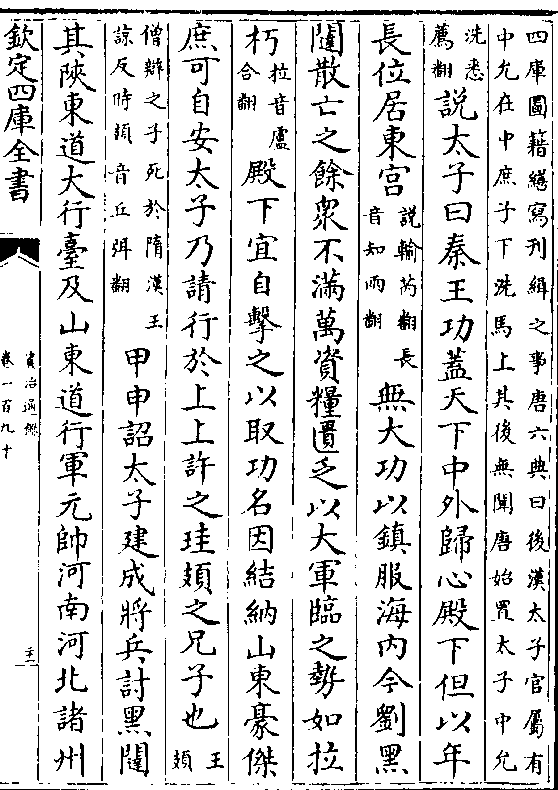 四庫圖籍繕寫刋緝之事唐六典曰後漢太子官屬有
中允在中庶子下洗馬上其後無聞唐始置太子中允
洗悉
薦翻
說太子曰秦王功蓋天下中外歸心殿下但以年
長位居東宫
說輸芮翻長
音知兩翻
無大功以鎮服海内今劉黑
闥散亡之餘衆不滿萬資糧匱乏以大軍臨之勢如拉
朽
拉音盧
合翻
殿下宜自擊之以取功名因結納山東豪傑
庶可自安太子乃請行於上上許之珪頍之兄子也
王
頍
僧辯之子死於隋漢王
諒反時頍音丘弭翻
甲申詔太子建成將兵討黑闥
其陜東道大行臺及山東道行軍元帥河南河北諸州
欽定四庫全書
資治通鑑
卷一百九十